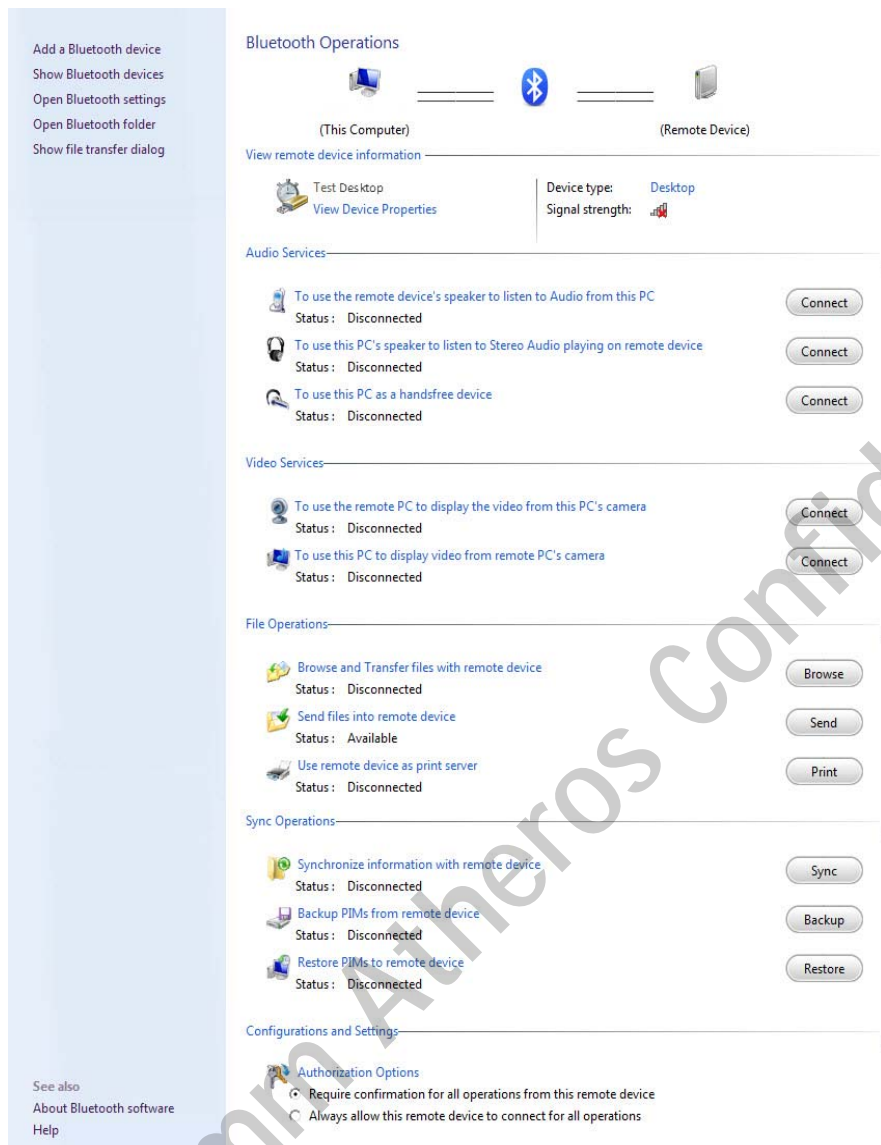 Add a Bluetooth device
Show Bluetooth devices
Open Bluetooth settings
Open Bluetooth folder
Show file transfer dialog
Bluetooth Operations
(This Computer)
(Remote Device)
View remote device information
Test Desktop
View Device Properties
Device type: Desktop
Signal strength:
Audio Services
To use the remote device's speaker to listen to Audio from this PC
Status : Disconnected
Connect
To use this PC's speaker to listen to Stereo Audio playing on remote device
Status : Disconnected
Connect
To use this PC as a handsfree device
Status : Disconnected
Connect
Video Services
To use the remote PC to display the video from this PC's camera
Status : Disconnected
Connect
To use this PC to display video from remote PC's camera
Status : Disconnected
Connect
File Operations
Browse and Transfer files with remote device
Status : Disconnected
Browse
Send files into remote device
Status : Available
Send
Use remote device as print server
Status : Disconnected
Print
Sync Operations
Synchronize information with remote device
Status : Disconnected
Sync
Backup PIMs from remote device
Status : Disconnected
Backup
Restore PIMs to remote device
Status : Disconnected
Restore
Configurations and Settings
Authorization Options
Require confirmation for all operations from this remote device
Always allow this remote device to connect for all operations
See also
About Bluetooth software
Help
mm Atheros Confid